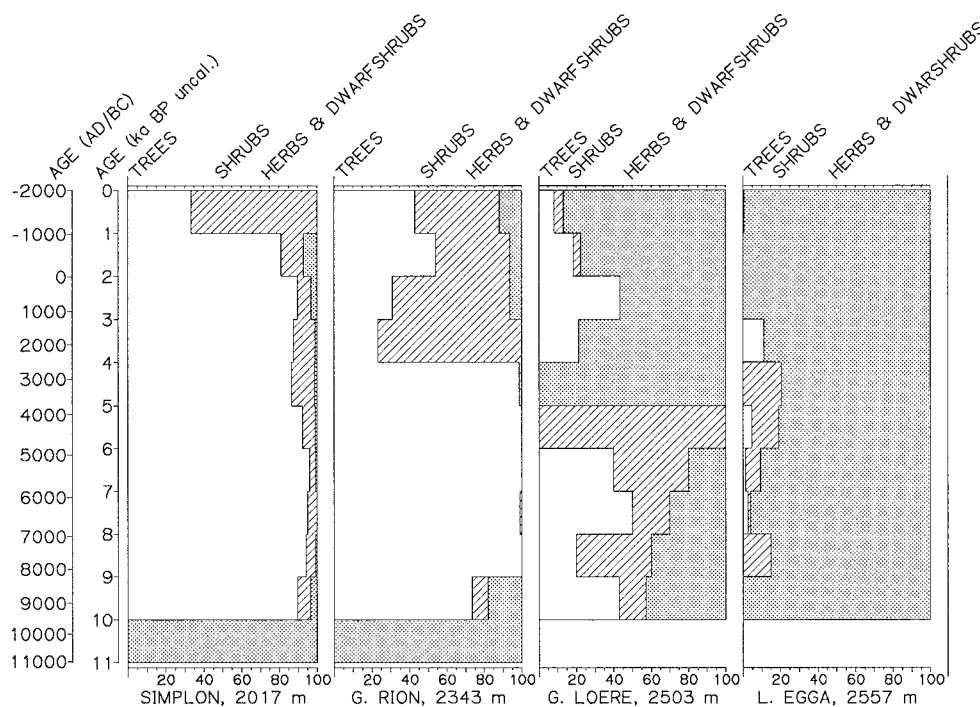 AGE (AD/BC)
AGE (ka BP uncal.)
TREES
SHRUBS
HERBS & DWARFSHRUBS
TREES
SHRUBS
HERBS & DWARFSHRUBS
TREES
SHRUBS
HERBS & DWARFSHRUBS
TREES
SHRUBS
HERBS & DWARSHRUBS
-2000
-1000
0
1000
2000
3000
4000
5000
6000
7000
8000
9000
10000
11000
0
1
2
3
4
5
6
7
8
9
10
11
20 40 60 80 100
20 40 60 80 100
20 40 60 80 100
20 40 60 80 100
SIMPLON, 2017 m
G. RION, 2343 m
G. LOERE, 2503 m
L. EGGA, 2557 m